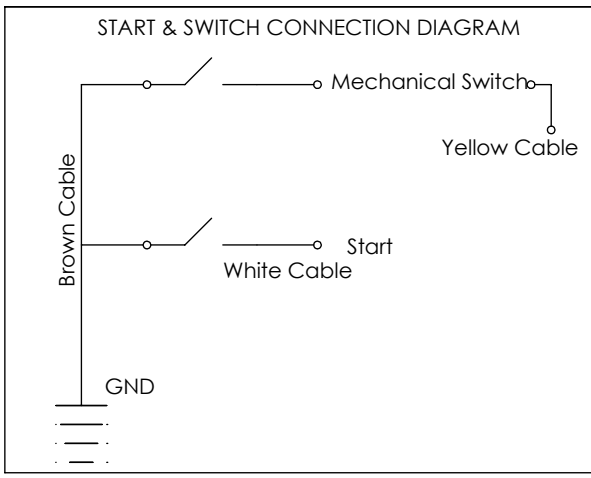 START & SWITCH CONNECTION DIAGRAM
Mechanical Switch
Yellow Cable
Brown Cable
Start
White Cable
GND